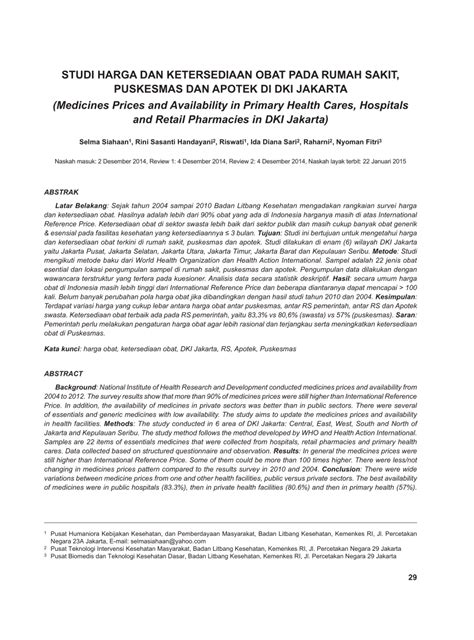 STUDI HARGA DAN KETERSEDIAAN OBAT PADA RUMAH SAKIT,
PUSKESMAS DAN APOTEK DI DKI JAKARTA
(Medicines Prices and Availability in Primary Health Cares, Hospitals
and Retail Pharmacies in DKI Jakarta)
Selma Siahaan¹, Rini Sasanti Handayani², Riswati¹, Ida Diana Sari², Raharni², Nyoman Fitri³
Naskah masuk: 2 Desember 2014, Review 1: 4 Desember 2014, Review 2: 4 Desember 2014, Naskah layak terbit: 22 Januari 2015
ABSTRAK
Latar Belakang: Sejak tahun 2004 sampai 2010 Badan Litbang Kesehatan mengadakan rangkaian survei harga
dan ketersediaan obat. Hasilnya adalah lebih dari 90% obat yang ada di Indonesia harganya masih di atas International
Reference Price. Ketersediaan obat di sektor swasta lebih baik dari sektor publik dan masih cukup banyak obat generik
& esensial pada fasilitas kesehatan yang ketersediaannya ≤ 3 bulan. Tujuan: Studi ini bertujuan untuk mengetahui harga
dan ketersediaan obat terkini di rumah sakit, puskesmas dan apotek. Studi dilakukan di enam (6) wilayah DKI Jakarta
yaitu Jakarta Pusat, Jakarta Selatan, Jakarta Utara, Jakarta Timur, Jakarta Barat dan Kepulauan Seribu. Metode: Studi
mengikuti metode baku dari World Health Organization dan Health Action International. Sampel adalah 22 jenis obat
esential dan lokasi pengumpulan sampel di rumah sakit, puskesmas dan apotek. Pengumpulan data dilakukan dengan
wawancara terstruktur yang tertera pada kuesioner. Analisis data secara statistik deskriptif. Hasil: secara umum harga
obat di Indonesia masih lebih tinggi dari International Reference Price dan beberapa diantaranya dapat mencapai > 100
kali. Belum banyak perubahan pola harga obat jika dibandingkan dengan hasil studi tahun 2010 dan 2004. Kesimpulan:
Terdapat variasi harga yang cukup lebar antara harga obat antar puskesmas, antar RS pemerintah, antar RS dan Apotek
swasta. Ketersediaan obat terbaik ada pada RS pemerintah, yaitu 83,3% vs 80,6% (swasta) vs 57% (puskesmas). Saran:
Pemerintah perlu melakukan pengaturan harga obat agar lebih rasional dan terjangkau serta meningkatkan ketersediaan
obat di Puskesmas.
Kata kunci: harga obat, ketersediaan obat, DKI Jakarta, RS, Apotek, Puskesmas
ABSTRACT
Background: National Institute of Health Research and Development conducted medicines prices and availability from
2004 to 2012. The survey results show that more than 90% of medicines prices were still higher than International Reference
Price. In addition, the availability of medicines in private sectors was better than in public sectors. There were several
of essentials and generic medicines with low availability. The study aims to update the medicines prices and availability
in health facilities. Methods: The study conducted in 6 area of DKI Jakarta: Central, East, West, South and North of
Jakarta and Kepulauan Seribu. The study method follows the method developed by WHO and Health Action International.
Samples are 22 items of essentials medicines that were collected from hospitals, retail pharmacies and primary health
cares. Data collected based on structured questionnaire and observation. Results: In general the medicines prices were
still higher than International Reference Price. Some of them could be more than 100 times higher. There were less/not
changing in medicines prices pattern compared to the results survey in 2010 and 2004. Conclusion: There were wide
variations between medicine prices from one and other health facilities, public versus private sectors. The best availability
of medicines were in public hospitals (83.3%), then in private health facilities (80.6%) and then in primary health (57%).
¹ Pusat Humaniora Kebijakan Kesehatan, dan Pemberdayaan Masyarakat, Badan Litbang Kesehatan, Kemenkes RI, Jl. Percetakan
Negara 23A Jakarta, E-mail: selmasiahaan@yahoo.com
² Pusat Teknologi Intervensi Kesehatan Masyarakat, Badan Litbang Kesehatan, Kemenkes RI, Jl. Percetakan Negara 29 Jakarta
³ Pusat Biomedis dan Teknologi Kesehatan Dasar, Badan Litbang Kesehatan, Kemenkes RI, Jl. Percetakan Negara 29 Jakarta
29